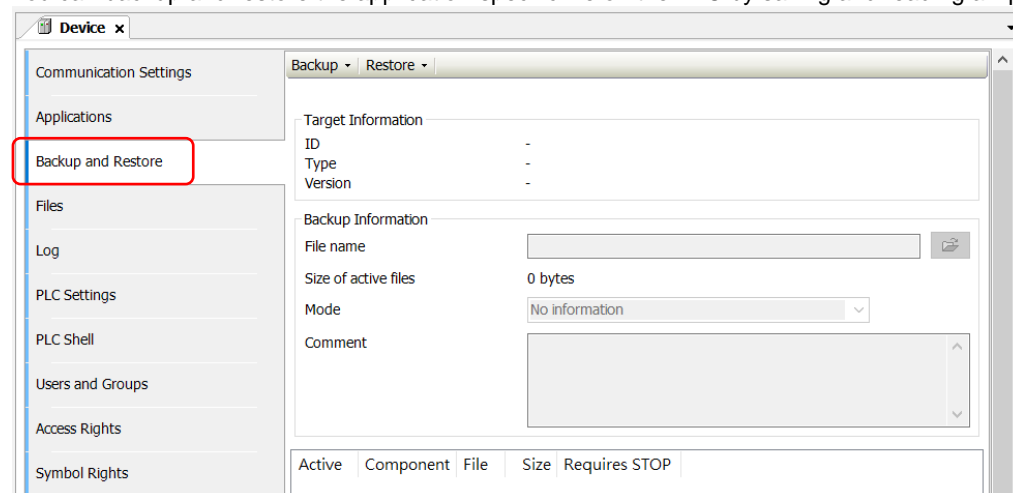 Device x
Communication Settings
Applications
Backup and Restore
Files
Log
PLC Settings
PLC Shell
Users and Groups
Access Rights
Symbol Rights
Backup Restore
Target Information
ID -
Type -
Version -
Backup Information
File name
Size of active files 0 bytes
Mode No information
Comment
Active Component File Size Requires STOP